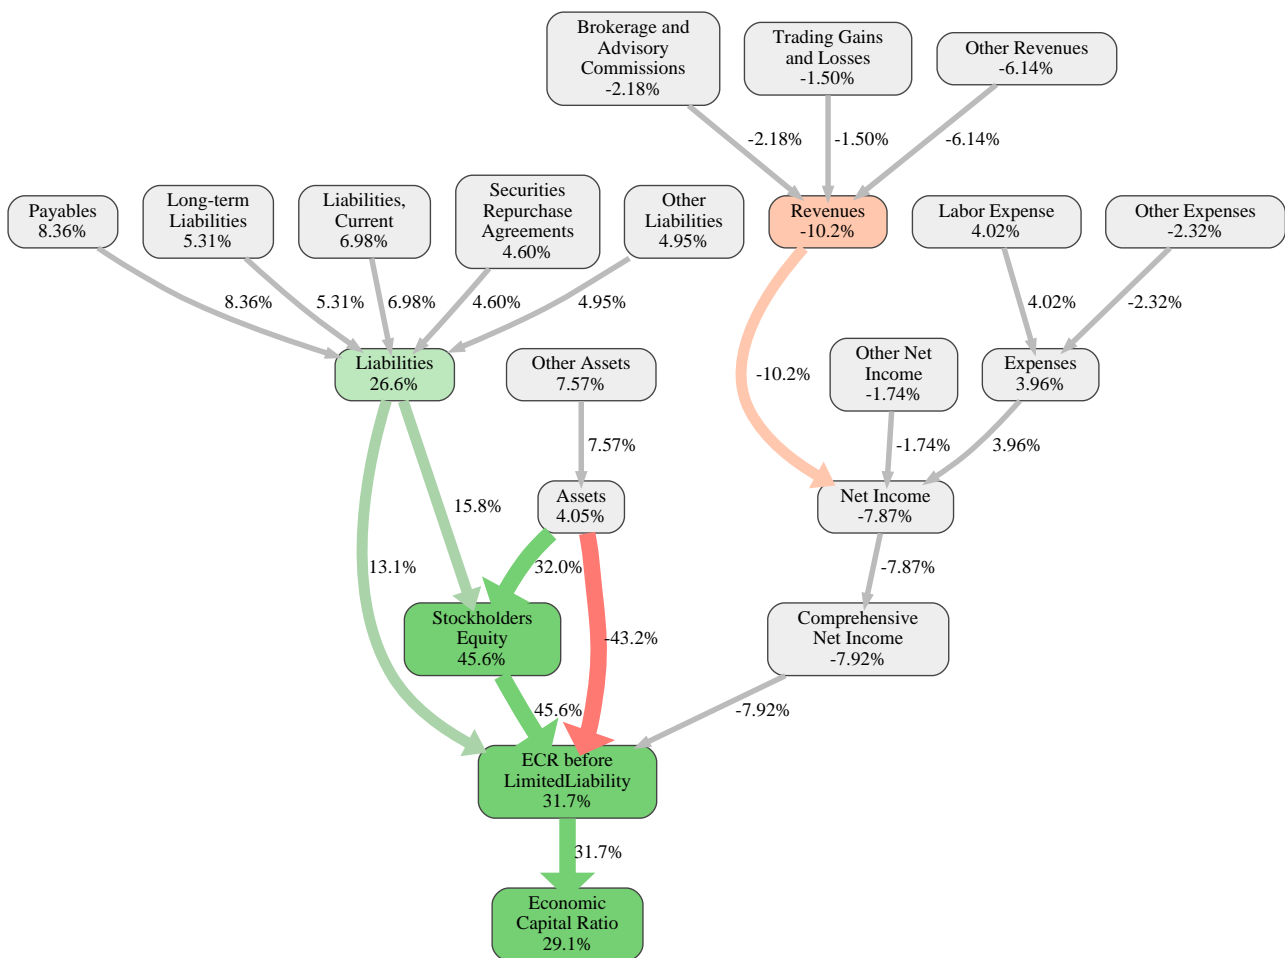 Brokerage and
Advisory
Commissions
-2.18%
Trading Gains
and Losses
-1.50%
Other Revenues
-6.14%
-2.18%
-1.50%
-6.14%
Payables
8.36%
Long-term
Liabilities
5.31%
Liabilities,
Current
6.98%
Securities
Repurchase
Agreements
4.60%
Other
Liabilities
4.95%
Revenues
-10.2%
Labor Expense
4.02%
Other Expenses
-2.32%
8.36%
5.31%
6.98%
4.60%
4.95%
4.02%
-2.32%
Liabilities
26.6%
Other Assets
7.57%
-10.2%
Other Net
Income
-1.74%
Expenses
3.96%
7.57%
-1.74%
3.96%
15.8%
Assets
4.05%
Net Income
-7.87%
13.1%
32.0%
-7.87%
Stockholders
Equity
45.6%
-43.2%
Comprehensive
Net Income
-7.92%
45.6%
-7.92%
ECR before
LimitedLiability
31.7%
31.7%
Economic
Capital Ratio
29.1%